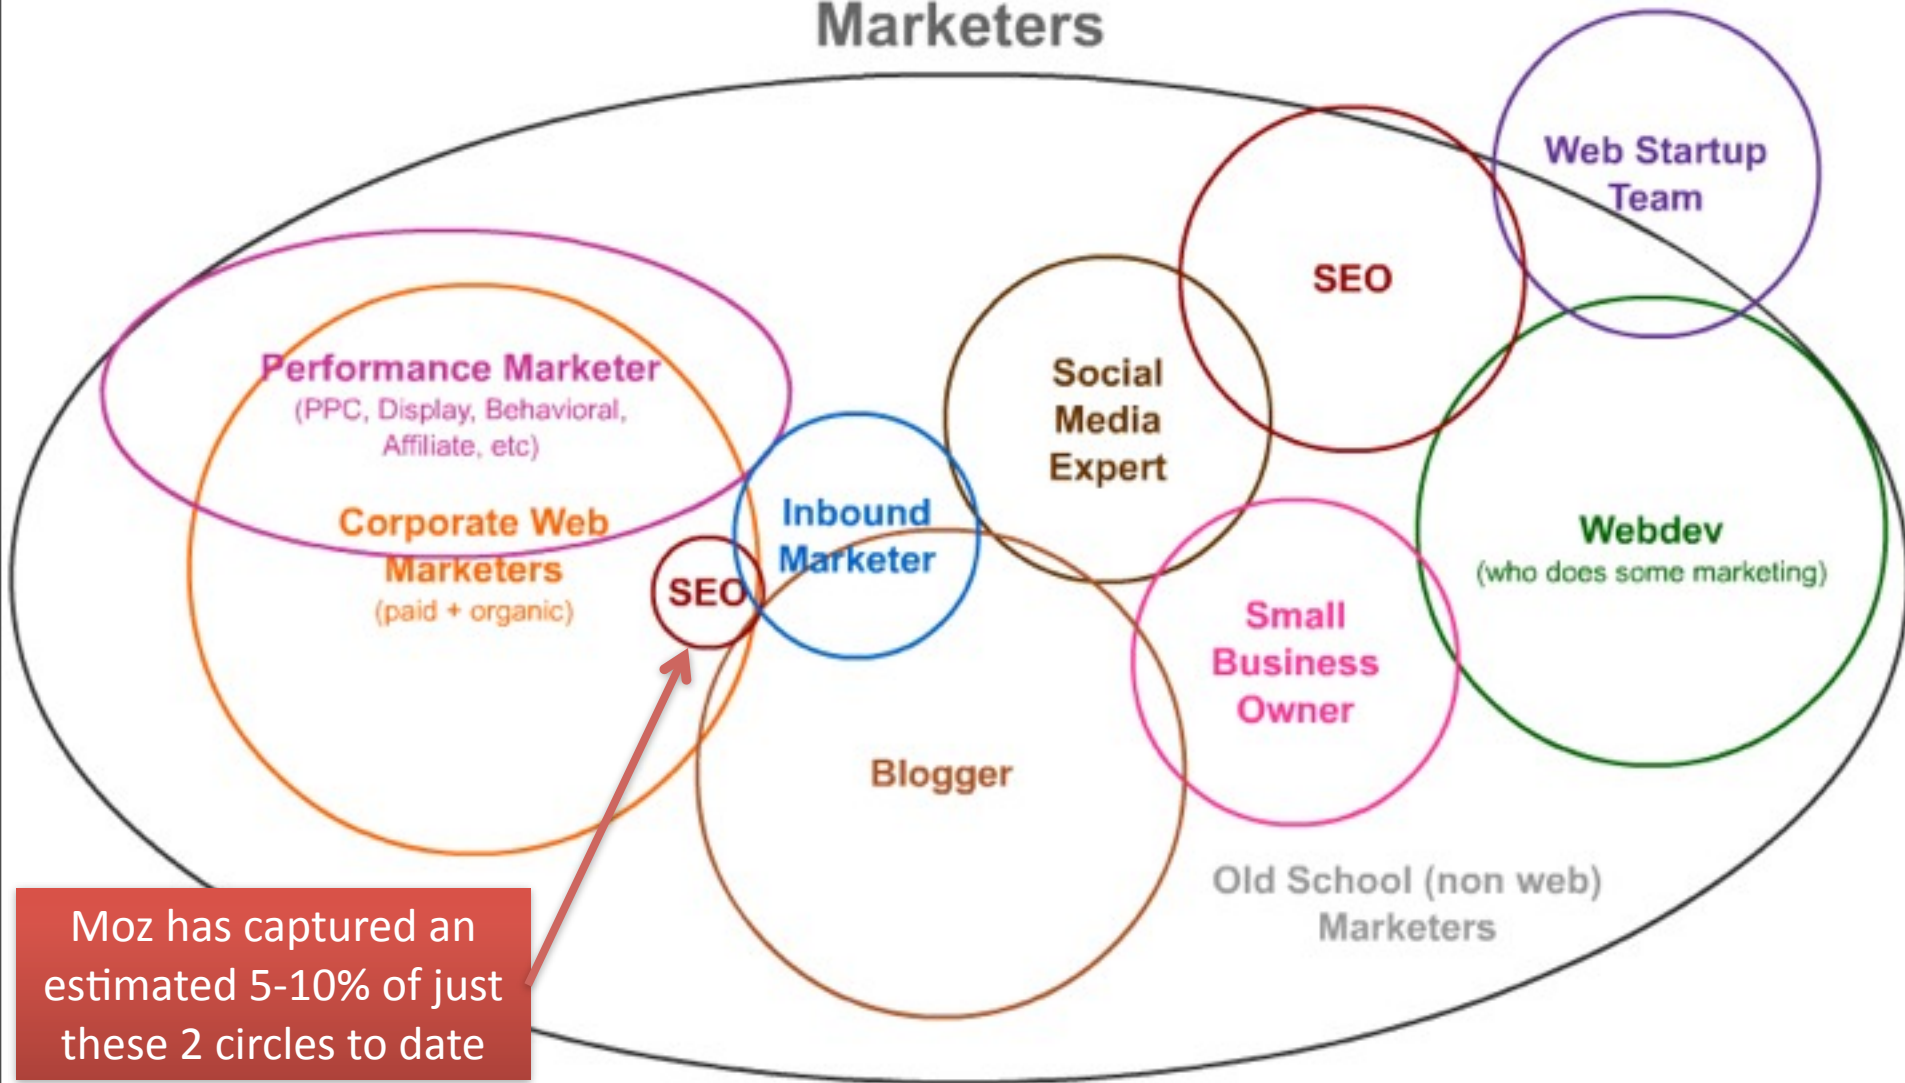 Marketers
Web Startup
Team
SEO
Performance Marketer
(PPC, Display, Behavioral,
Affiliate, etc)
Social
Media
Expert
Corporate Web
Marketers
(paid + organic)
SEO
Inbound
Marketer
Webdev
(who does some marketing)
Small
Business
Owner
Blogger
Old School (non web)
Marketers
Moz has captured an
estimated 5-10% of just
these 2 circles to date